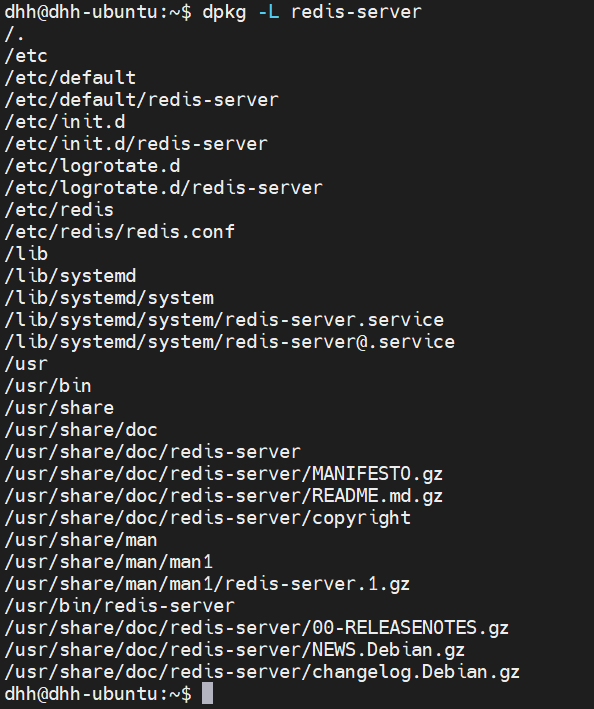 dhh@dhh-ubuntu:~$ dpkg -L redis-server
/.
/etc
/etc/default
/etc/default/redis-server
/etc/init.d
/etc/init.d/redis-server
/etc/logrotate.d
/etc/logrotate.d/redis-server
/etc/redis
/etc/redis/redis.conf
/lib
/lib/systemd
/lib/systemd/system
/lib/systemd/system/redis-server.service
/lib/systemd/system/redis-server@.service
/usr
/usr/bin
/usr/share
/usr/share/doc
/usr/share/doc/redis-server
/usr/share/doc/redis-server/MANIFESTO.gz
/usr/share/doc/redis-server/README.md.gz
/usr/share/doc/redis-server/copyright
/usr/share/man
/usr/share/man/man1
/usr/share/man/man1/redis-server.1.gz
/usr/bin/redis-server
/usr/share/doc/redis-server/00-RELEASENOTES.gz
/usr/share/doc/redis-server/NEWS.Debian.gz
/usr/share/doc/redis-server/changelog.Debian.gz
dhh@dhh-ubuntu:~$